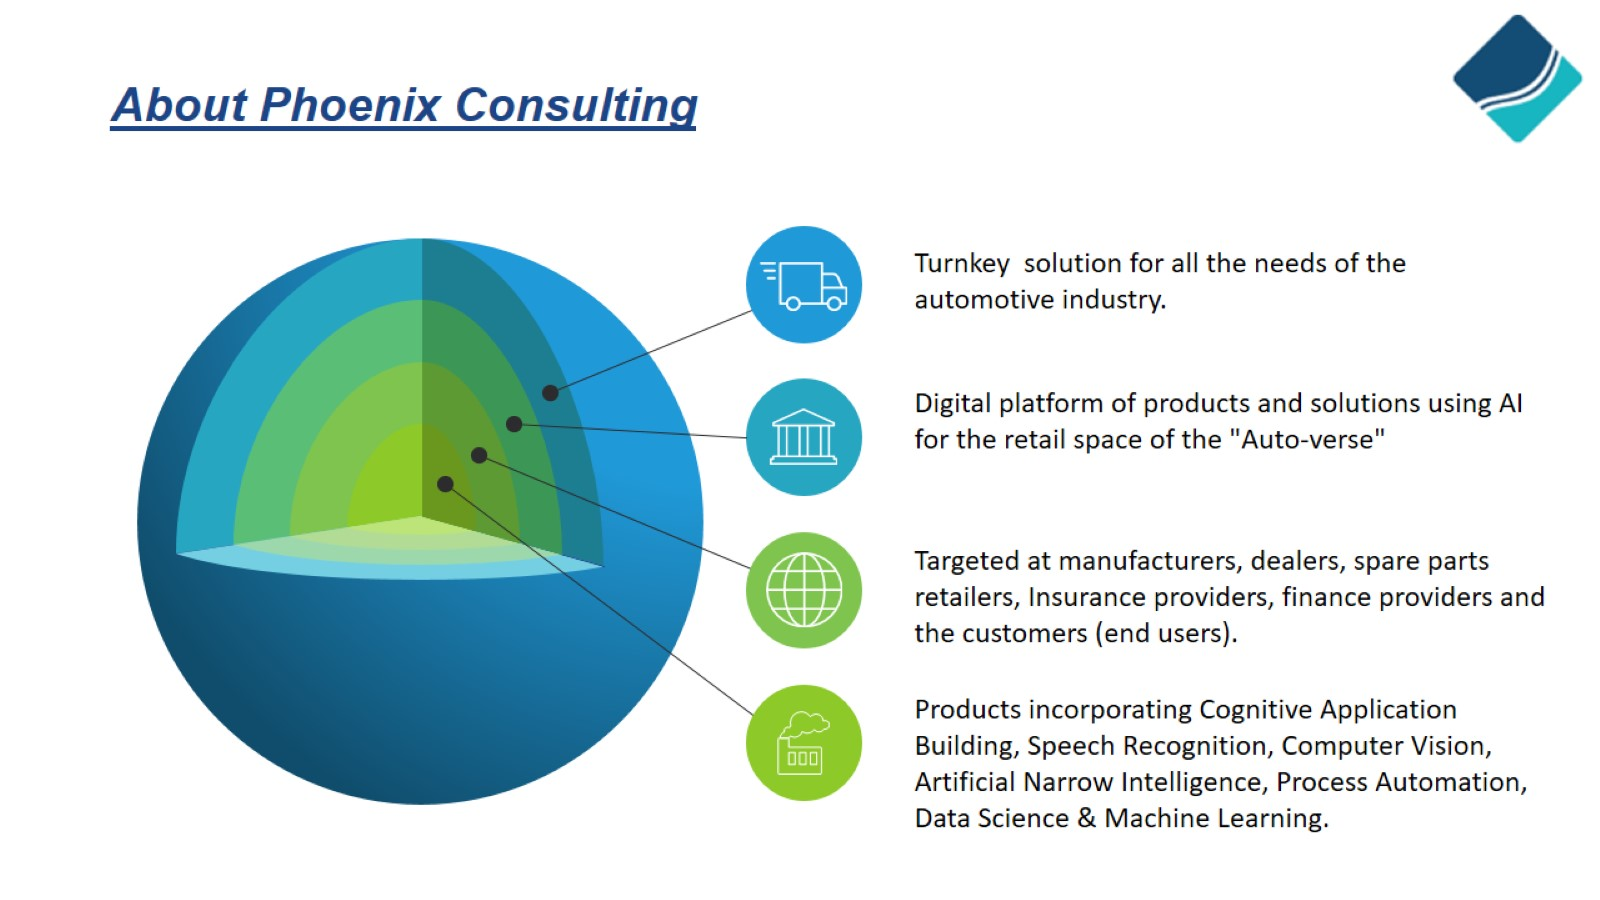 About Phoenix Consulting
Turnkey  solution for all the needs of the
automotive industry.
Digital platform of products and solutions using AI
for the retail space of the "Auto-verse"
Targeted at manufacturers, dealers, spare parts
retailers, Insurance providers, finance providers and
the customers (end users).
Products incorporating Cognitive Application
Building, Speech Recognition, Computer Vision,
Artificial Narrow Intelligence, Process Automation,
Data Science & Machine Learning.